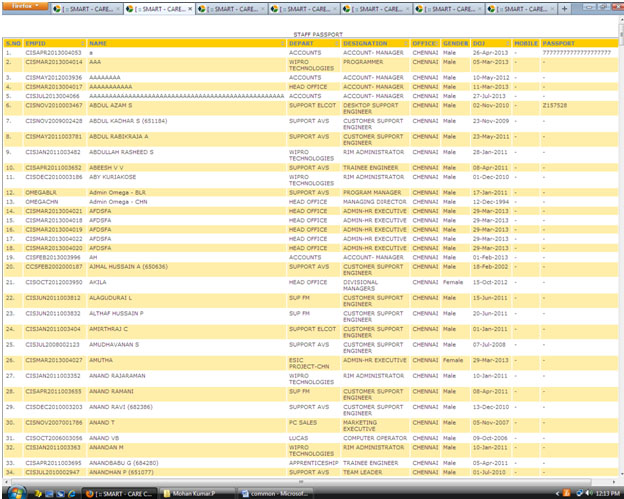 firefox
[ :: SMART - CARE... × [ :: SMART - CARE... × [ :: SMART - CARE... × [ :: SMART - CARE... × [ :: SMART - CARE... × [ :: SMART - CARE... × [ :: SMART - CARE... × [ :: SMART - CARE... × +
STAFF PASSPORT
S.NO EMPID NAME DEPART DESIGNATION OFFICE GENDER DOJ MOBILE PASSPORT
1. CISAPR2013004053 a ACCOUNTS ACCOUNT- MANAGER CHENNAI Male 26-Apr-2013 - ????????????????????
2. CISMAR2013004014 AAA WIPRO TECHNOLOGIES PROGRAMMER CHENNAI Male 05-Mar-2013 - -
3. CISMAY2012003936 AAAAAAAA ACCOUNTS ACCOUNT- MANAGER CHENNAI Male 10-May-2012 - -
4. CISMAR2013004017 AAAAAAAAAAA HEAD OFFICE ACCOUNT- MANAGER CHENNAI Male 11-Mar-2013 - -
5. CISJUL2013004066 ACCOUNTS ACCOUNT- MANAGER CHENNAI Male 27-Jul-2013 - -
6. CISNOV2010003467 ABDUL AZAM S SUPPORT ELCOT DESKTOP SUPPORT ENGINEER CHENNAI Male 02-Nov-2010 - Z157528
7. CISNOV2009002428 ABDUL KADHAR S (651184) SUPPORT AVS CUSTOMER SUPPORT ENGINEER CHENNAI Male 23-Nov-2009 - -
8. CISMAY2011003781 ABDUL RABIKRAJA A SUPPORT AVS CUSTOMER SUPPORT ENGINEER CHENNAI Male 23-May-2011 - -
9. CISJAN2011003482 ABDULLAH RASHEED S WIPRO TECHNOLOGIES RIM ADMINISTRATOR CHENNAI Male 28-Jan-2011 - -
10. CISAPR2011003652 ABEESH V V SUPPORT AVS TRAINEE ENGINEER CHENNAI Male 08-Apr-2011 - -
11. CISDEC2010003186 ABY KURIAKOSE WIPRO TECHNOLOGIES RIM ADMINISTRATOR CHENNAI Male 01-Dec-2010 - -
12. OMEGABLR Admin Omega - BLR SUPPORT AVS PROGRAM MANAGER CHENNAI Male 17-Jan-2011 - -
13. OMEGACHN Admin Omega - CHN HEAD OFFICE MANAGING DIRECTOR CHENNAI Male 12-Dec-1994 - -
14. CISMAR2013004021 AFDSFA HEAD OFFICE ADMIN-HR EXECUTIVE CHENNAI Male 29-Mar-2013 - -
15. CISMAR2013004018 AFDSFA HEAD OFFICE ADMIN-HR EXECUTIVE CHENNAI Male 29-Mar-2013 - -
16. CISMAR2013004019 AFDSFA HEAD OFFICE ADMIN-HR EXECUTIVE CHENNAI Male 29-Mar-2013 - -
17. CISMAR2013004022 AFDSFA HEAD OFFICE ADMIN-HR EXECUTIVE CHENNAI Male 29-Mar-2013 - -
18. CISMAR2013004020 AFDSFA HEAD OFFICE ADMIN-HR EXECUTIVE CHENNAI Male 29-Mar-2013 - -
19. CISFEB2013003996 AH ACCOUNTS ACCOUNT- MANAGER CHENNAI Male 01-Feb-2013 - -
20. CCSFEB2002000187 AJMAL HUSSAIN A (650636) SUPPORT AVS CUSTOMER SUPPORT ENGINEER CHENNAI Male 18-Feb-2002 - -
21. CISOCT2012003950 AKILA HEAD OFFICE DIVISIONAL MANAGERS CHENNAI Female 15-Oct-2012 - -
22. CISJUN2011003812 ALAGUDURAI L SUP FM CUSTOMER SUPPORT ENGINEER CHENNAI Male 15-Jun-2011 - -
23. CISJUN2011003832 ALTHAF HUSSAIN P SUP FM CUSTOMER SUPPORT ENGINEER CHENNAI Male 20-Jun-2011 - -
24. CISJAN2011003404 AMIRTHRAJ C SUPPORT ELCOT CUSTOMER SUPPORT ENGINEER CHENNAI Male 01-Jan-2011 - -
25. CISJUL2008002123 AMUDHAVANAN S SUPPORT AVS CUSTOMER SUPPORT ENGINEER CHENNAI Male 07-Jul-2008 - -
26. CISMAR2013004027 AMUTHA ESIC PROJECT-CHN ADMIN-HR EXECUTIVE CHENNAI Female 29-Mar-2013 - -
27. CISJAN2011003352 ANAND RAJARAMAN WIPRO TECHNOLOGIES RIM ADMINISTRATOR CHENNAI Male 10-Jan-2011 - -
28. CISAPR2011003655 ANAND RAMANI SUP FM CUSTOMER SUPPORT ENGINEER CHENNAI Male 08-Apr-2011 - -
29. CISDEC2010003203 ANAND RAVI (682386) SUPPORT AVS CUSTOMER SUPPORT ENGINEER CHENNAI Male 13-Dec-2010 - -
30. CISNOV2007001786 ANAND T PC SALES MARKETING EXECUTIVE CHENNAI Male 05-Nov-2007 - -
31. CISOCT2006003056 ANAND VB LUCAS COMPUTER OPERATOR CHENNAI Male 09-Oct-2006 - -
32. CISJAN2011003363 ANANDAN M WIPRO TECHNOLOGIES RIM ADMINISTRATOR CHENNAI Male 10-Jan-2011 - -
33. CISAPR2011003695 ANANDBABU G (684280) APPRENTICESHIP TRAINEE ENGINEER CHENNAI Male 05-Apr-2011 - -
34. CISJUL2010002947 ANANDHAN P (651077) SUPPORT AVS TEAM LEADER CHENNAI Male 01-Jul-2010 - -
[ :: SMART - CARE C... Mohan Kumar.P common - Microsof... 12:13 PM